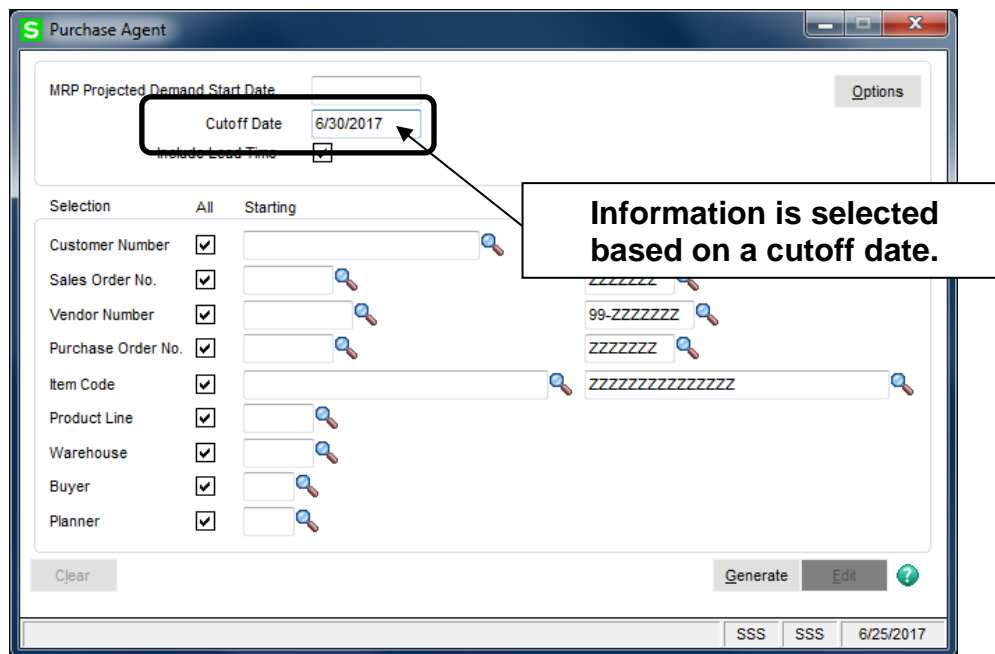 S Purchase Agent
MRP Projected Demand Start Date
Options
Cutoff Date 6/30/2017
Include Lead Time
Information is selected
based on a cutoff date.
Selection All Starting
Customer Number
Sales Order No. ZZZZZZZ
Vendor Number 99-ZZZZZZZ
Purchase Order No. ZZZZZZZ
Item Code ZZZZZZZZZZZZZZZ
Product Line
Warehouse
Buyer
Planner
Clear Generate Edit ?
SSS SSS 6/25/2017